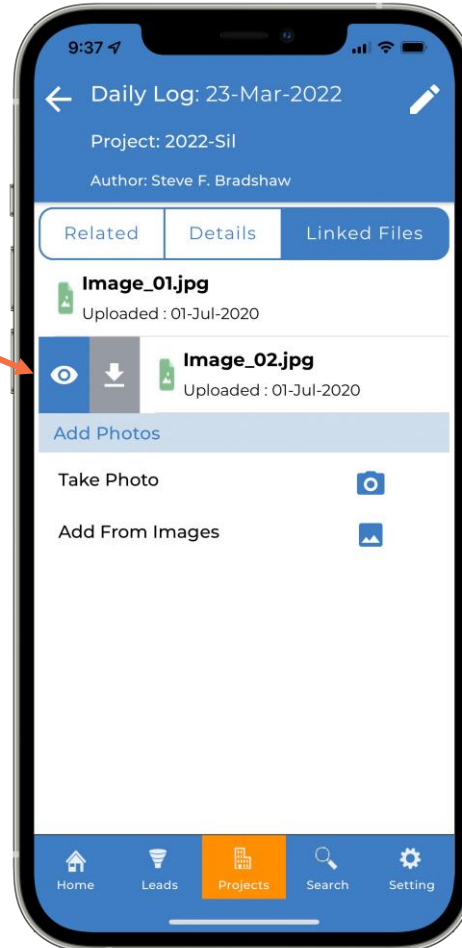 9:37
Daily Log: 23-Mar-2022
Project: 2022-Sil
Author: Steve F. Bradshaw
Related Details Linked Files
Image_01.jpg
Uploaded : 01-Jul-2020
Image_02.jpg
Uploaded : 01-Jul-2020
Add Photos
Take Photo
Add From Images
Home Leads Projects Search Setting